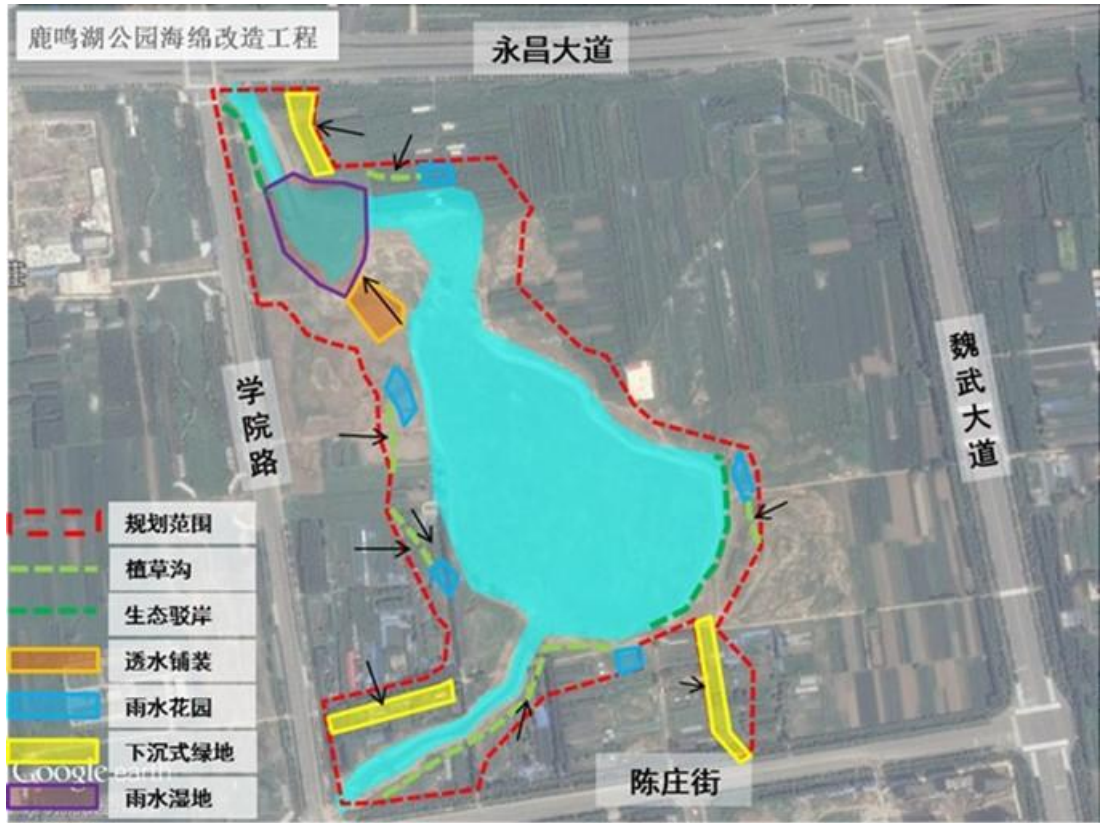 鹿鸣湖公园海绵改造工程
永昌大道
魏武大道
学院路
规划范围
植草沟
生态驳岸
透水铺装
雨水花园
下沉式绿地
Google earth
雨水湿地
陈庄街